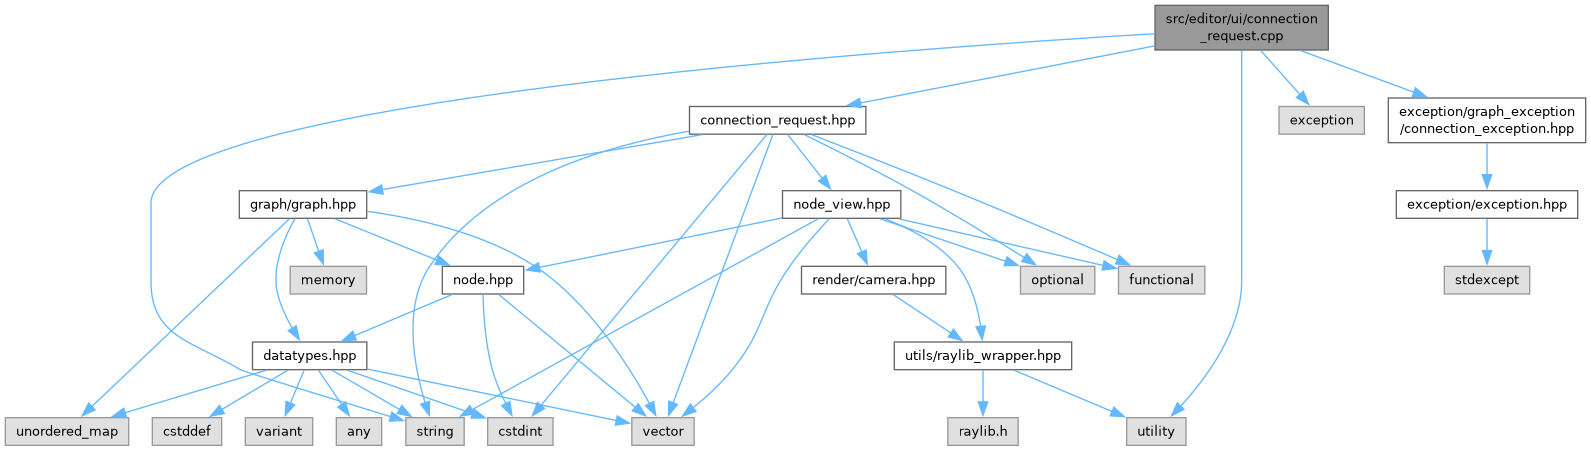 src/editor/ui/connection
_request.cpp
connection_request.hpp
exception
exception/graph_exception
/connection_exception.hpp
graph/graph.hpp
node_view.hpp
exception/exception.hpp
memory
node.hpp
render/camera.hpp
optional
functional
stdexcept
datatypes.hpp
utils/raylib_wrapper.hpp
unordered_map
cstddef
variant
any
string
cstdint
vector
raylib.h
utility